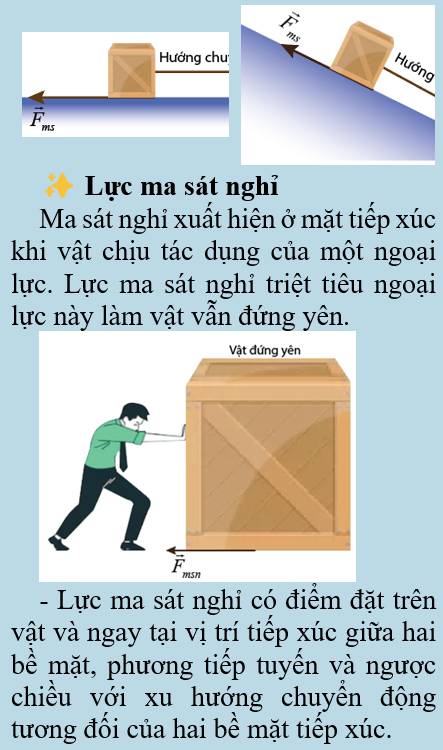 Hướng chu
F ms
F ms
Hướng
Lực ma sát nghỉ
Ma sát nghỉ xuất hiện ở mặt tiếp xúc
khi vật chịu tác dụng của một ngoại
lực. Lực ma sát nghỉ triệt tiêu ngoại
lực này làm vật vẫn đứng yên.
Vật đứng yên
F msn
- Lực ma sát nghỉ có điểm đặt trên
vật và ngay tại vị trí tiếp xúc giữa hai
bề mặt, phương tiếp tuyến và ngược
chiều với xu hướng chuyển động
tương đối của hai bề mặt tiếp xúc.